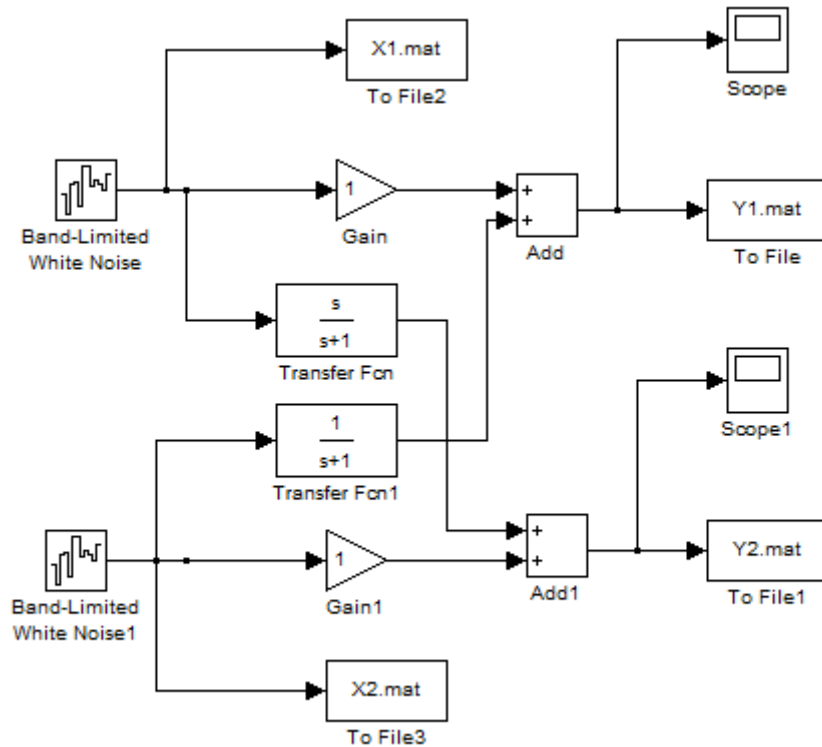 X1.mat
To File2
Scope
Band-Limited
White Noise
1
Gain
+
+
Add
Y1.mat
To File
s
s+1
Transfer Fcn
1
s+1
Transfer Fcn1
Scope1
Band-Limited
White Noise1
1
Gain1
+
+
Add1
Y2.mat
To File1
X2.mat
To File3